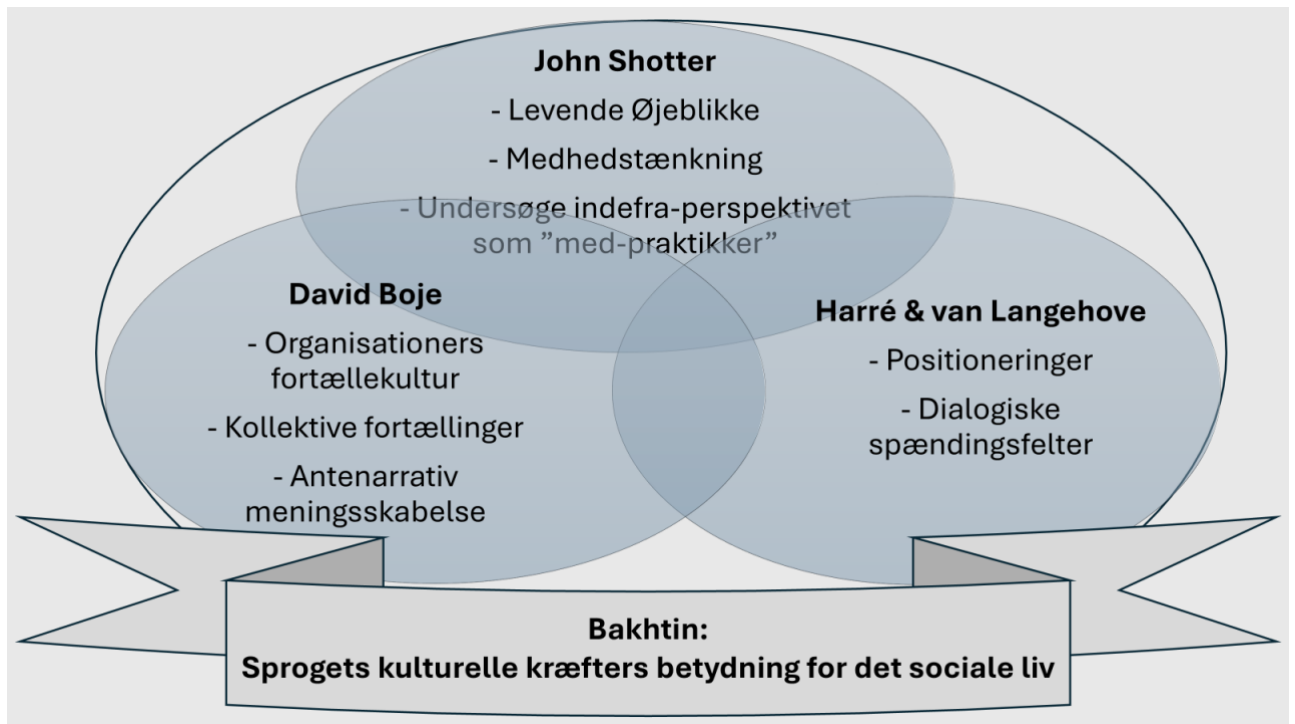 John Shotter
- Levende Øjeblikke
- Medhedstænkning
- Undersøge indefra-perspektivet
som ”med-praktikker”
David Boje
- Organisationers
fortællekultur
- Kollektive fortællinger
- Antenarrativ
meningsskabelse
Harré & van Langehove
- Positioneringer
- Dialogiske
spændingsfelter
Bakhtin:
Sprogets kulturelle kræfters betydning for det sociale liv